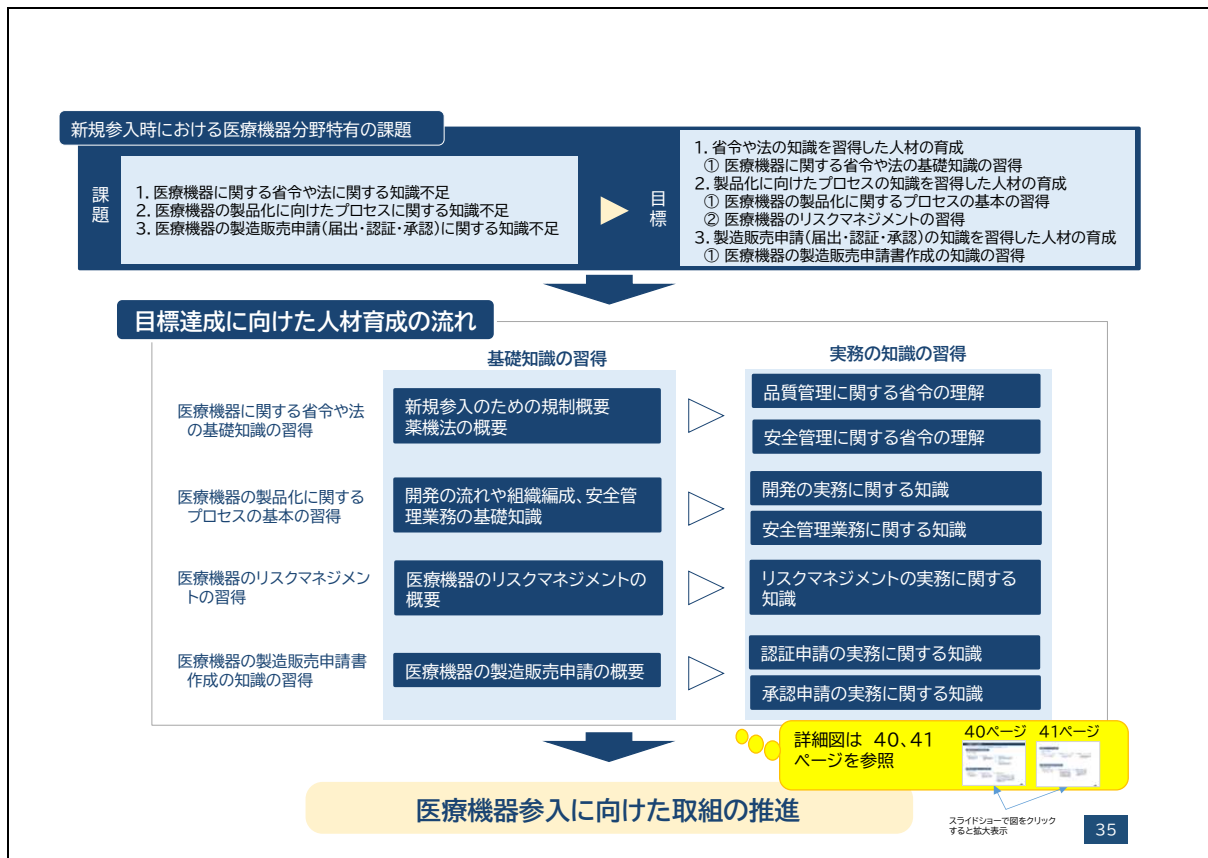 新規参入時における医療機器分野特有の課題
課題
1. 医療機器に関する省令や法に関する知識不足
2. 医療機器の製品化に向けたプロセスに関する知識不足
3. 医療機器の製造販売申請(届出・認証・承認)に関する知識不足
目標
1. 省令や法の知識を習得した人材の育成
① 医療機器に関する省令や法の基礎知識の習得
2. 製品化に向けたプロセスの知識を習得した人材の育成
① 医療機器の製品化に関するプロセスの基本の習得
② 医療機器のリスクマネジメントの習得
3. 製造販売申請(届出・認証・承認)の知識を習得した人材の育成
① 医療機器の製造販売申請書作成の知識の習得
目標達成に向けた人材育成の流れ
基礎知識の習得
実務の知識の習得
医療機器に関する省令や法
の基礎知識の習得
新規参入のための規制概要
薬機法の概要
品質管理に関する省令の理解
安全管理に関する省令の理解
医療機器の製品化に関する
プロセスの基本の習得
開発の流れや組織編成、安全管
理業務の基礎知識
開発の実務に関する知識
安全管理業務に関する知識
医療機器のリスクマネジメン
トの習得
医療機器のリスクマネジメントの
概要
リスクマネジメントの実務に関する
知識
医療機器の製造販売申請書
作成の知識の習得
医療機器の製造販売申請の概要
認証申請の実務に関する知識
承認申請の実務に関する知識
詳細図は 40、41
ページを参照
40ページ 41ページ
スライドショーで図をクリック
すると拡大表示
医療機器参入に向けた取組の推進
35